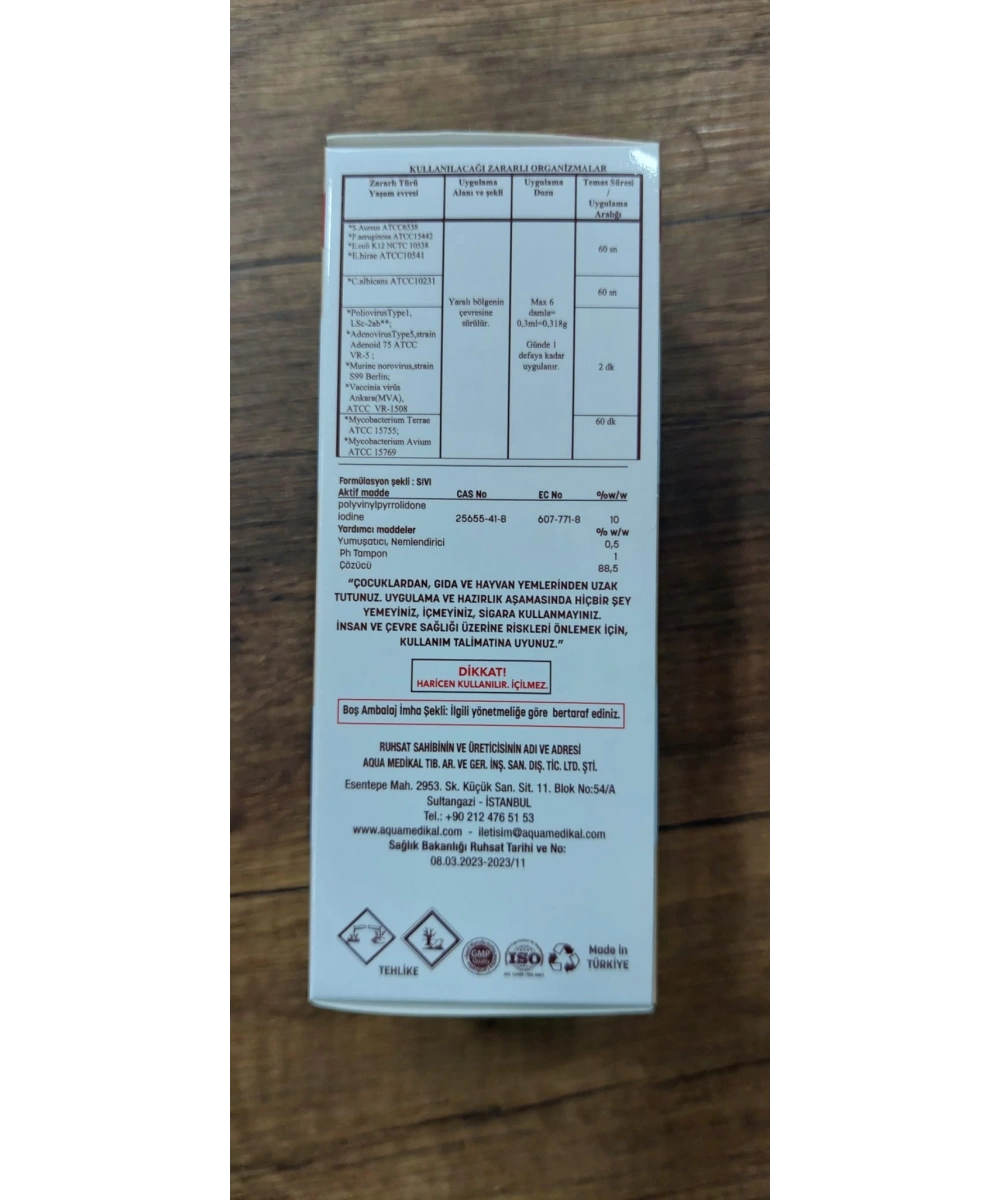 KULLANILACAĞI ZARARLI ORGANİZMALAR
Zararlı Türü
Yaşam evresi
Uygulama
Alanı ve şekli
Uygulama
Dozu
Temas Süresi
/
Uygulama
Aralığı
*S.Aureus ATCC6538
*P.aeruginosa ATCC15442
*E.coli K12 NCTC 10538
*E.hirae ATCC10541
60 sn
*C.albicans ATCC10231
60 sn
Yaralı bölgenin
çevresine
sürülür.
Max 6
damla=
0,3ml=0,318g
Günde 1
defaya kadar
uygulanır.
*PoliovirusType1,
LSc-2ab**;
*AdenovirusType5,strain
Adenoid 75 ATCC
VR-5 ;
*Murine norovirus,strain
S99 Berlin;
*Vaccinia virüs
Ankara(MVA),
ATCC VR-1508
2 dk
*Mycobacterium Terrae
ATCC 15755;
*Mycobacterium Avium
ATCC 15769
60 dk
Formülasyon şekli : SIVI
Aktif madde CAS No EC No %w/w
polyvinylpyrrolidone
iodine 25655-41-8 607-771-8 10
Yardımcı maddeler % w/w
Yumuşatıcı, Nemlendirici 0,5
Ph Tampon 1
Çözücü 88,5
"ÇOCUKLARDAN, GIDA VE HAYVAN YEMLERİNDEN UZAK
TUTUNUZ. UYGULAMA VE HAZIRLIK AŞAMASINDA HİÇBİR ŞEY
YEMEYİNİZ, İÇMEYİNİZ, SİGARA KULLANMAYINIZ.
İNSAN VE ÇEVRE SAĞLIĞI ÜZERİNE RİSKLERİ ÖNLEMEK İÇİN,
KULLANIM TALİMATINA UYUNUZ."
DİKKAT!
HARİCEN KULLANILIR. İÇİLMEZ.
Boş Ambalaj İmha Şekli: İlgili yönetmeliğe göre bertaraf ediniz.
RUHSAT SAHİBİNİN VE ÜRETİCİSİNİN ADI VE ADRESİ
AQUA MEDİKAL TIB. AR. VE GER. İNŞ. SAN. DIŞ. TİC. LTD. ŞTİ.
Esentepe Mah. 2953. Sk. Küçük San. Sit. 11. Blok No:54/A
Sultangazi - İSTANBUL
Tel.: +90 212 476 51 53
www.aquamedikal.com - iletisim@aquamedikal.com
Sağlık Bakanlığı Ruhsat Tarihi ve No:
08.03.2023-2023/11
TEHLİKE
GMP
Quality
ISO
Made in
TÜRKİYE